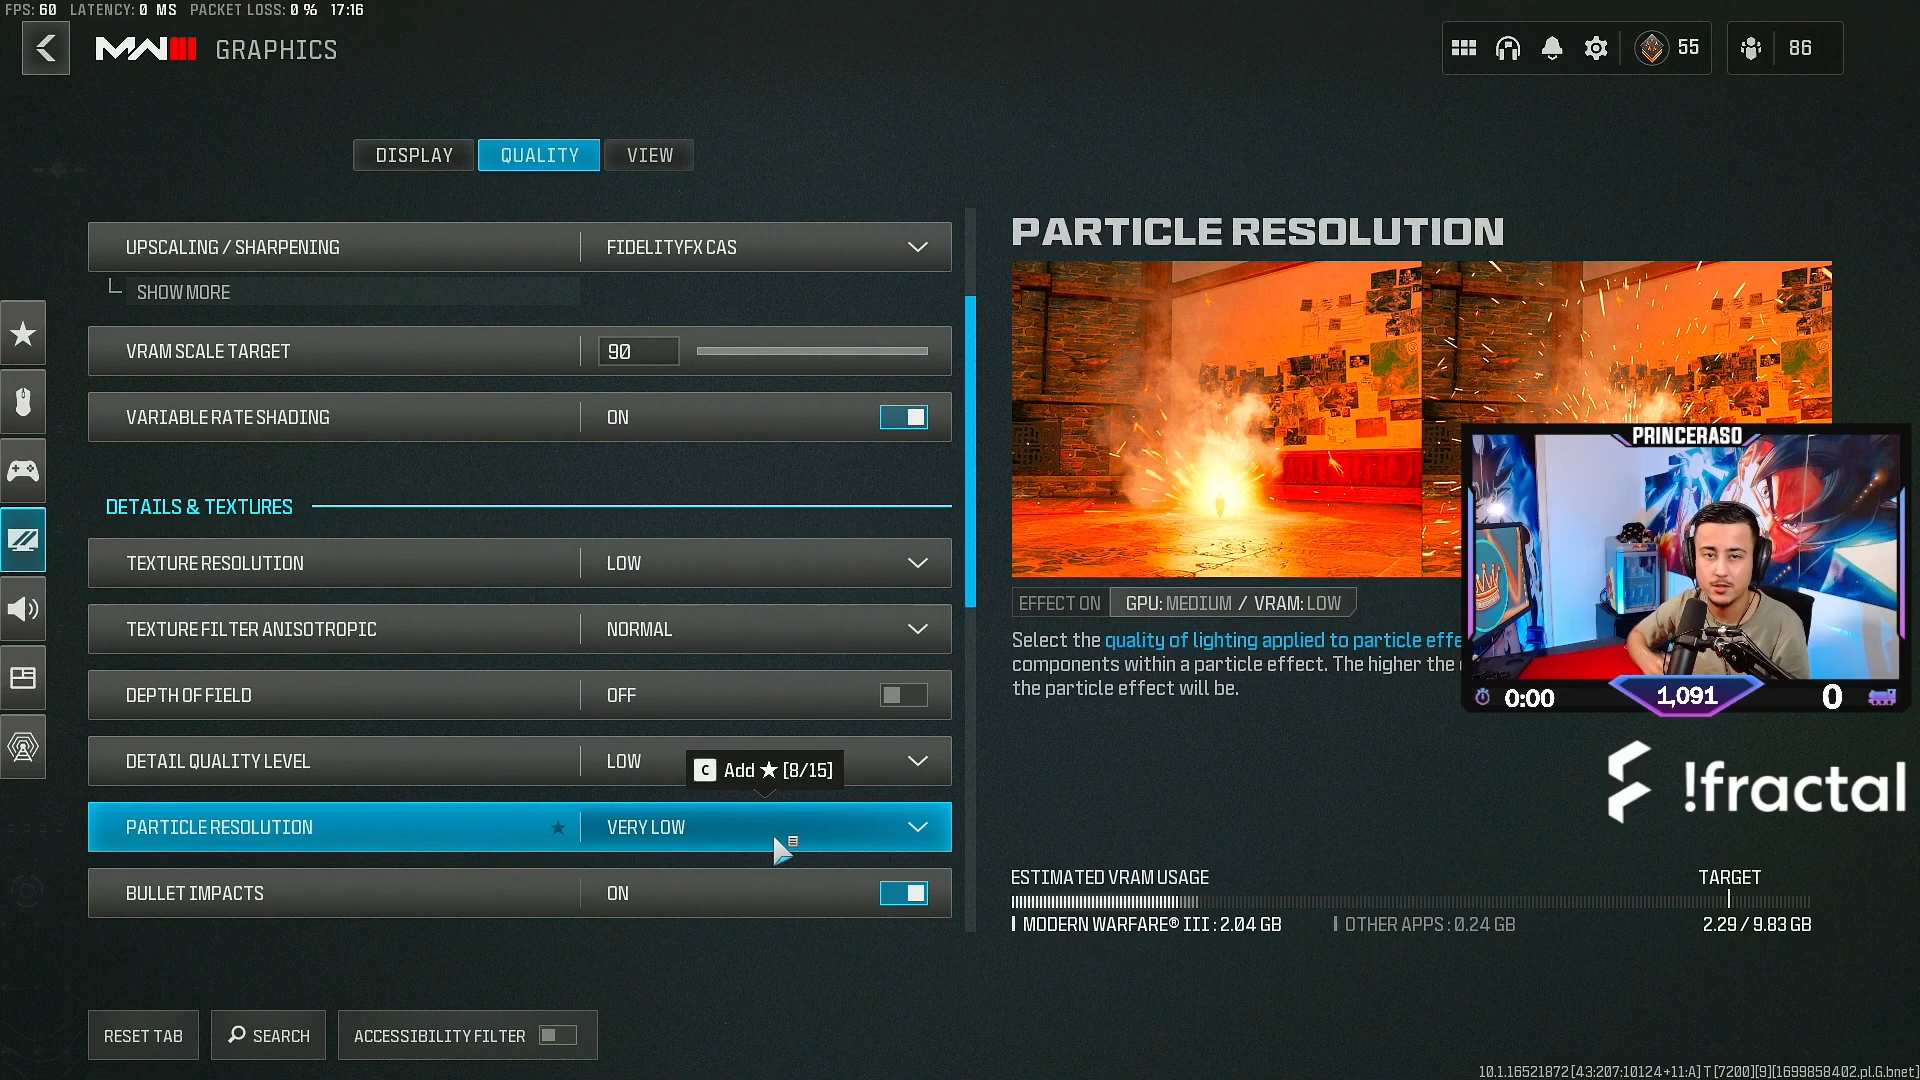 FPS: 60 LATENCY: 0 MS PACKET LOSS: 0 % 17:16
MWIII GRAPHICS
55
86
DISPLAY
QUALITY
VIEW
UPSCALING / SHARPENING
FIDELITYFX CAS
SHOW MORE
VRAM SCALE TARGET
90
VARIABLE RATE SHADING
ON
DETAILS & TEXTURES
TEXTURE RESOLUTION
LOW
TEXTURE FILTER ANISOTROPIC
NORMAL
DEPTH OF FIELD
OFF
DETAIL QUALITY LEVEL
LOW
C Add ★ [8/15]
PARTICLE RESOLUTION
VERY LOW
BULLET IMPACTS
ON
RESET TAB
SEARCH
ACCESSIBILITY FILTER
PARTICLE RESOLUTION
EFFECT ON GPU: MEDIUM / VRAM: LOW
Select the quality of lighting applied to particle effe
components within a particle effect. The higher the
the particle effect will be.
PRINCERASO
0:00
1,091
0
!fractal
ESTIMATED VRAM USAGE
TARGET
MODERN WARFARE® III : 2.04 GB
OTHER APPS : 0.24 GB
2.29 / 9.83 GB
10.1.16521872 [43:207:10124+11:A] T [7200][9][1699858402.pl.G.bnet]